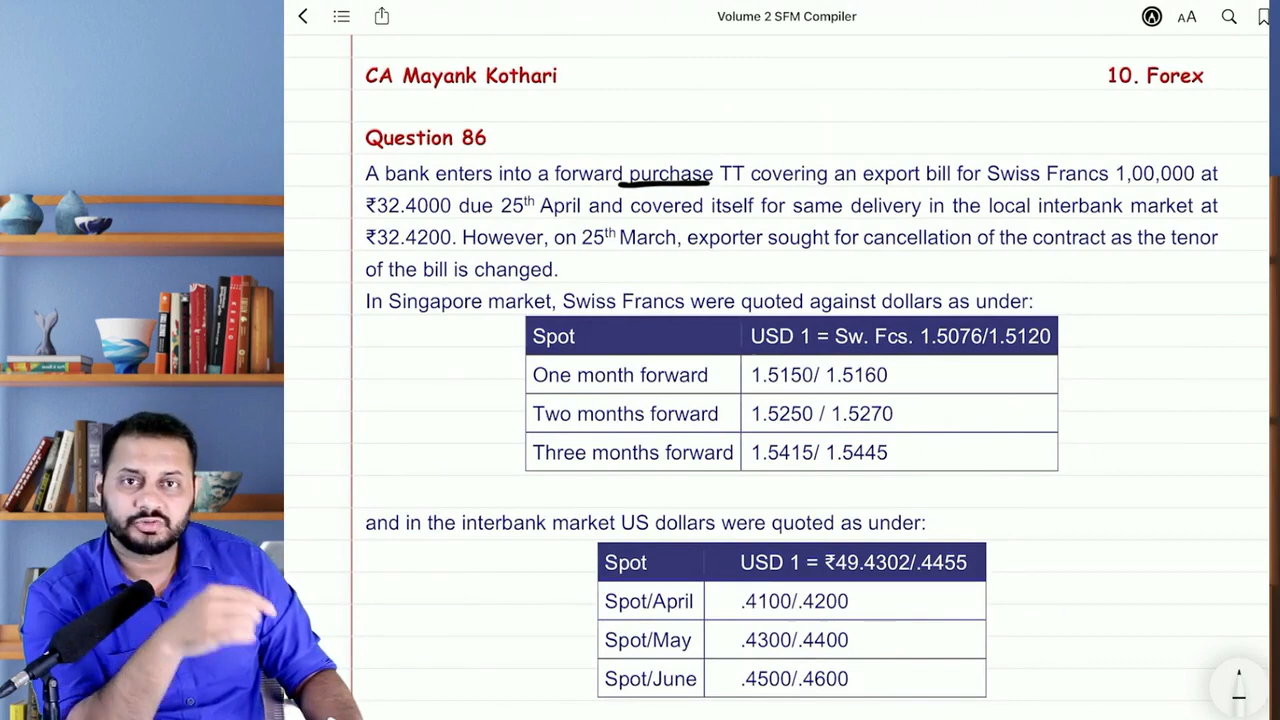 Volume 2 SFM Compiler
AA
CA Mayank Kothari
10. Forex
Question 86
A bank enters into a forward purchase TT covering an export bill for Swiss Francs 1,00,000 at
₹32.4000 due 25th April and covered itself for same delivery in the local interbank market at
₹32.4200. However, on 25th March, exporter sought for cancellation of the contract as the tenor
of the bill is changed.
In Singapore market, Swiss Francs were quoted against dollars as under:
Spot USD 1 = Sw. Fcs. 1.5076/1.5120
One month forward 1.5150/ 1.5160
Two months forward 1.5250 / 1.5270
Three months forward 1.5415/ 1.5445
and in the interbank market US dollars were quoted as under:
Spot USD 1 = ₹49.4302/.4455
Spot/April .4100/.4200
Spot/May .4300/.4400
Spot/June .4500/.4600